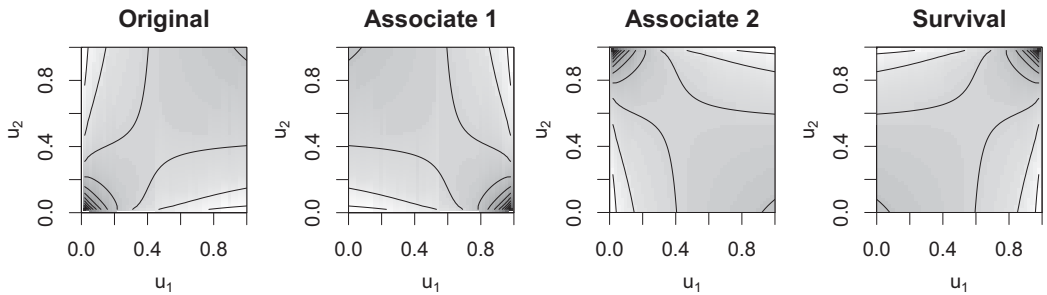 Original Associate 1 Associate 2 Survival
0.8 0.8 0.8 0.8
u2 u2 u2 u2
0.4 0.4 0.4 0.4
0.0 0.0 0.0 0.0
0.0 0.4 0.8 0.0 0.4 0.8 0.0 0.4 0.8 0.0 0.4 0.8
u1 u1 u1 u1